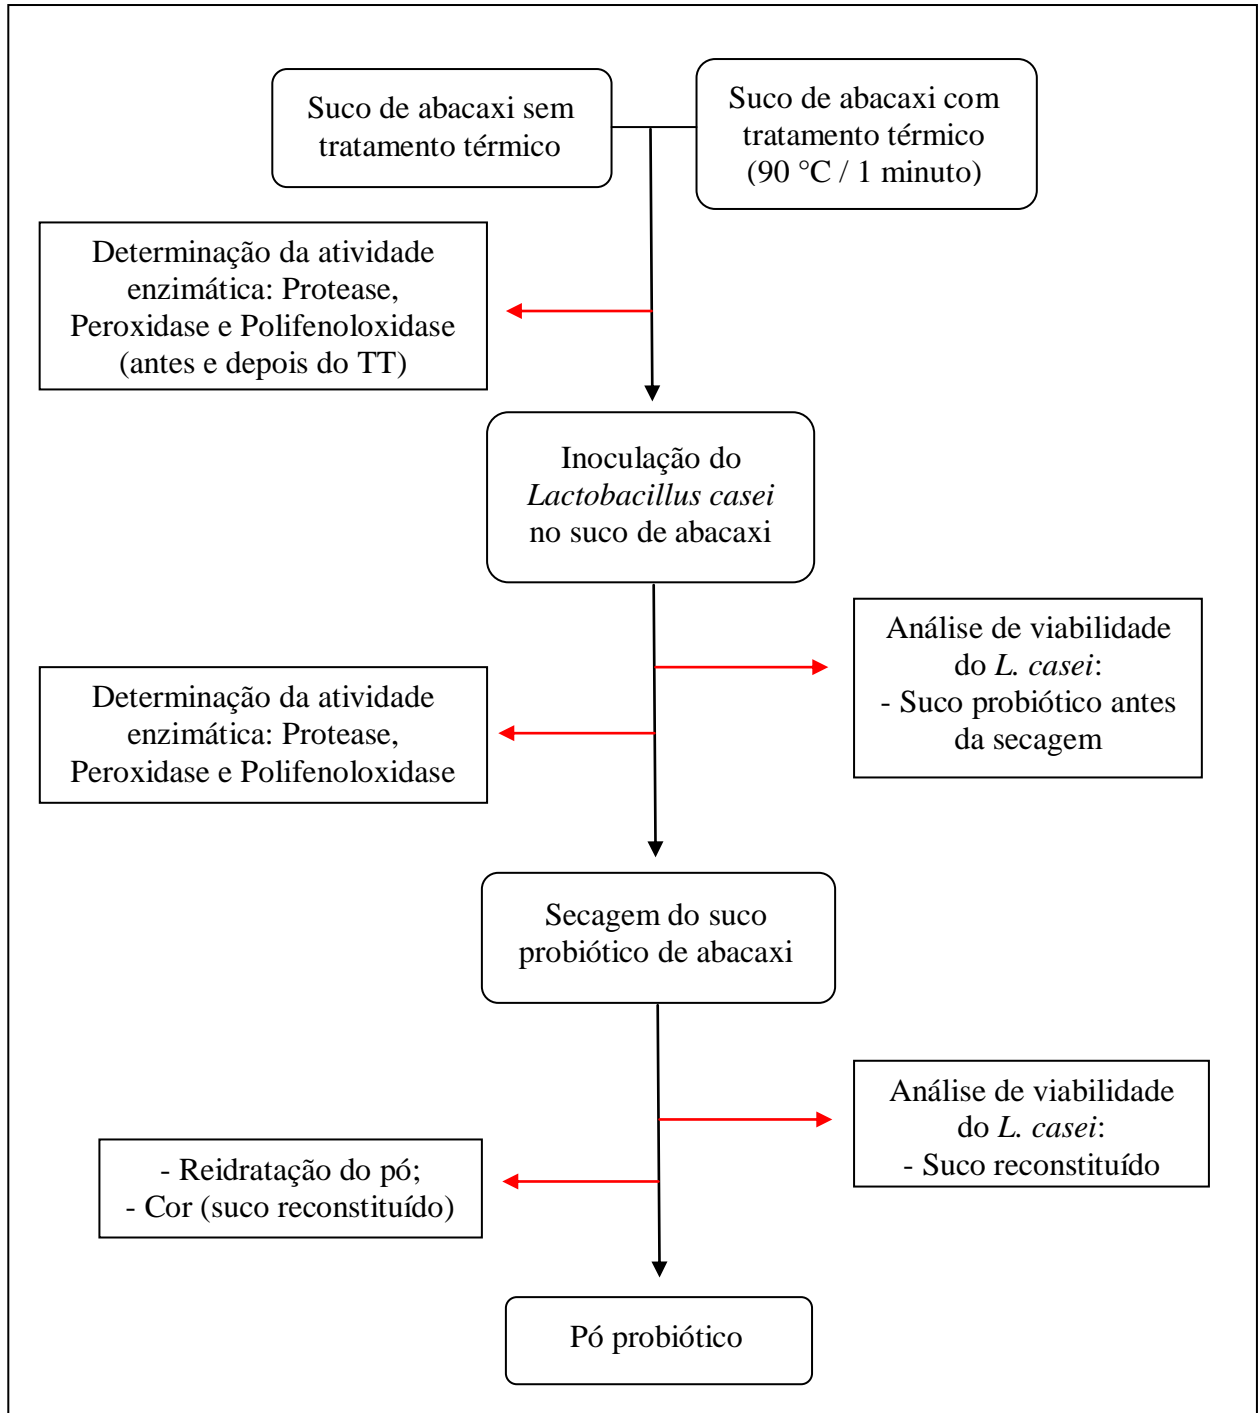 Suco de abacaxi sem
tratamento térmico
Suco de abacaxi com
tratamento térmico
(90 °C / 1 minuto)
Determinação da atividade
enzimática: Protease,
Peroxidase e Polifenoloxidase
(antes e depois do TT)
Inoculação do
Lactobacillus casei
no suco de abacaxi
Análise de viabilidade
do L. casei:
- Suco probiótico antes
da secagem
Determinação da atividade
enzimática: Protease,
Peroxidase e Polifenoloxidase
Secagem do suco
probiótico de abacaxi
Análise de viabilidade
do L. casei:
- Suco reconstituído
- Reidratação do pó;
- Cor (suco reconstituído)
Pó probiótico